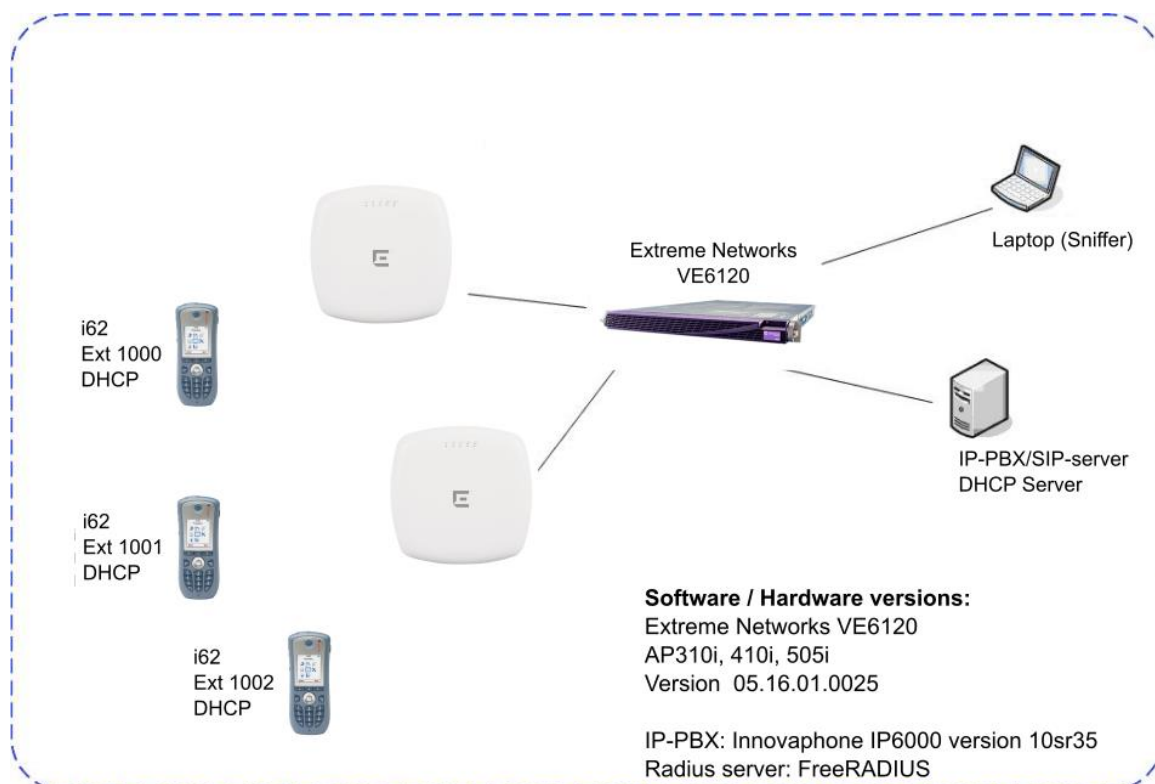 Extreme Networks
VE6120
Laptop (Sniffer)
i62
Ext 1000
DHCP
IP-PBX/SIP-server
DHCP Server
i62
Ext 1001
DHCP
i62
Ext 1002
DHCP
Software / Hardware versions:
Extreme Networks VE6120
AP310i, 410i, 505i
Version 05.16.01.0025
IP-PBX: Innovaphone IP6000 version 10sr35
Radius server: FreeRADIUS